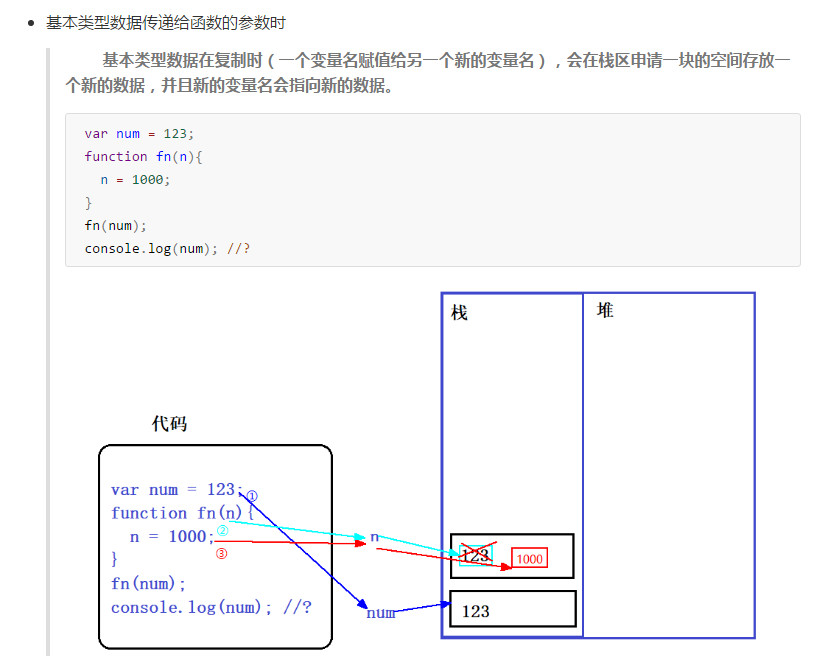 基本类型数据传递给函数的参数时
基本类型数据在复制时（一个变量名赋值给另一个新的变量名），会在栈区申请一块的空间存放一
个新的数据，并且新的变量名会指向新的数据。
var num = 123;
function fn(n){
  n = 1000;
}
fn(num);
console.log(num); //?
栈
堆
代码
var num = 123;
①
function fn(n){
  n = 1000;
②
③
}
fn(num);
console.log(num); //?
n
123
1000
num
123